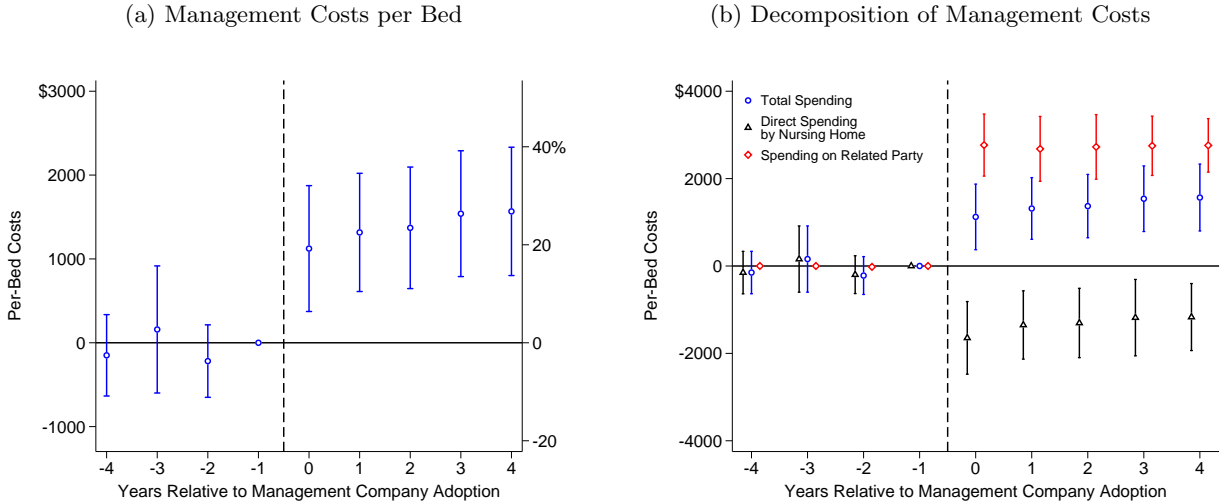 (a) Management Costs per Bed
$3000
2000
1000
0
-1000
40%
20
0
-20
Per-Bed Costs
-4 -3 -2 -1 0 1 2 3 4
Years Relative to Management Company Adoption
(b) Decomposition of Management Costs
$4000
2000
0
-2000
-4000
Total Spending
Direct Spending
by Nursing Home
Spending on Related Party
Per-Bed Costs
-4 -3 -2 -1 0 1 2 3 4
Years Relative to Management Company Adoption